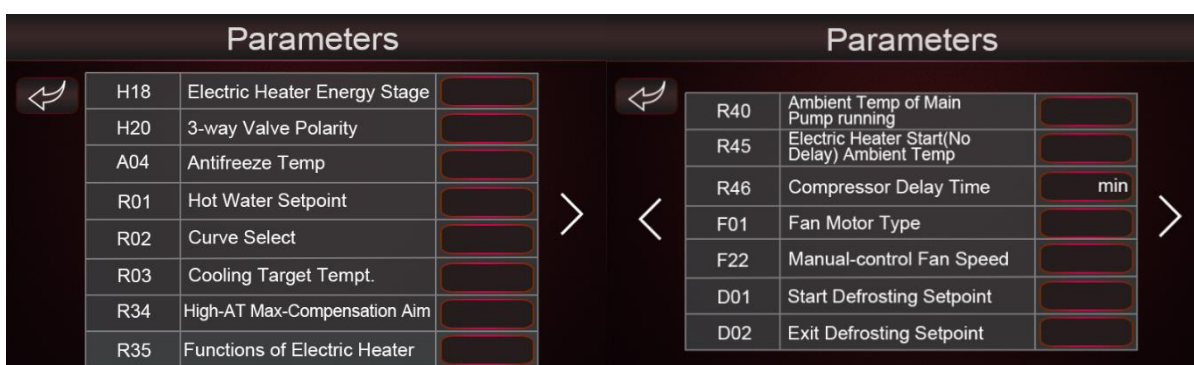 Parameters
H18 Electric Heater Energy Stage
H20 3-way Valve Polarity
A04 Antifreeze Temp
R01 Hot Water Setpoint
R02 Curve Select
R03 Cooling Target Tempt.
R34 High-AT Max-Compensation Aim
R35 Functions of Electric Heater
Parameters
R40 Ambient Temp of Main
Pump running
R45 Electric Heater Start(No
Delay) Ambient Temp
R46 Compressor Delay Time min
F01 Fan Motor Type
F22 Manual-control Fan Speed
D01 Start Defrosting Setpoint
D02 Exit Defrosting Setpoint